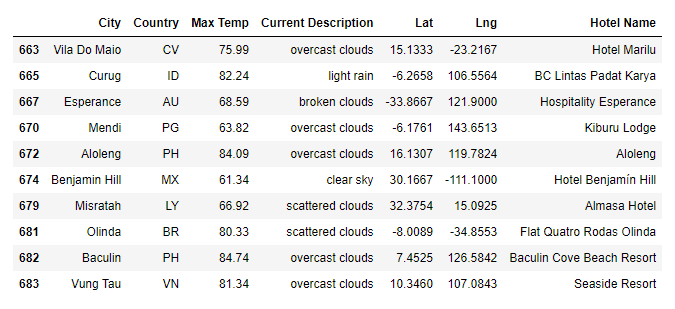 City Country Max Temp Current Description Lat Lng Hotel Name
663 Vila Do Maio CV 75.99 overcast clouds 15.1333 -23.2167 Hotel Marilu
665 Curug ID 82.24 light rain -6.2658 106.5564 BC Lintas Padat Karya
667 Esperance AU 68.59 broken clouds -33.8667 121.9000 Hospitality Esperance
670 Mendi PG 63.82 overcast clouds -6.1761 143.6513 Kiburu Lodge
672 Aloleng PH 84.09 overcast clouds 16.1307 119.7824 Aloleng
674 Benjamin Hill MX 61.34 clear sky 30.1667 -111.1000 Hotel Benjamín Hill
679 Misratah LY 66.92 scattered clouds 32.3754 15.0925 Almasa Hotel
681 Olinda BR 80.33 scattered clouds -8.0089 -34.8553 Flat Quatro Rodas Olinda
682 Baculin PH 84.74 overcast clouds 7.4525 126.5842 Baculin Cove Beach Resort
683 Vung Tau VN 81.34 overcast clouds 10.3460 107.0843 Seaside Resort